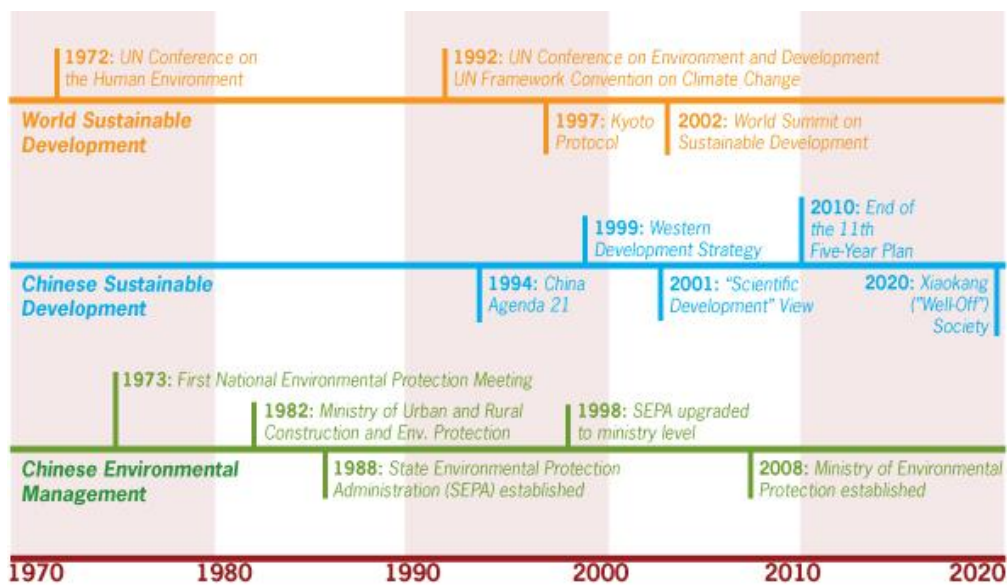 1972: UN Conference on
the Human Environment
1992: UN Conference on Environment and Development
UN Framework Convention on Climate Change
World Sustainable
Development
1997: Kyoto
Protocol
2002: World Summit on
Sustainable Development
1999: Western
Development Strategy
2010: End of
the 11th
Five-Year Plan
Chinese Sustainable
Development
1994: China
Agenda 21
2001: "Scientific
Development" View
2020: Xiaokang
("Well-Off")
Society
1973: First National Environmental Protection Meeting
1982: Ministry of Urban and Rural
Construction and Env. Protection
1998: SEPA upgraded
to ministry level
Chinese Environmental
Management
1988: State Environmental Protection
Administration (SEPA) established
2008: Ministry of Environmental
Protection established
1970 1980 1990 2000 2010 2020